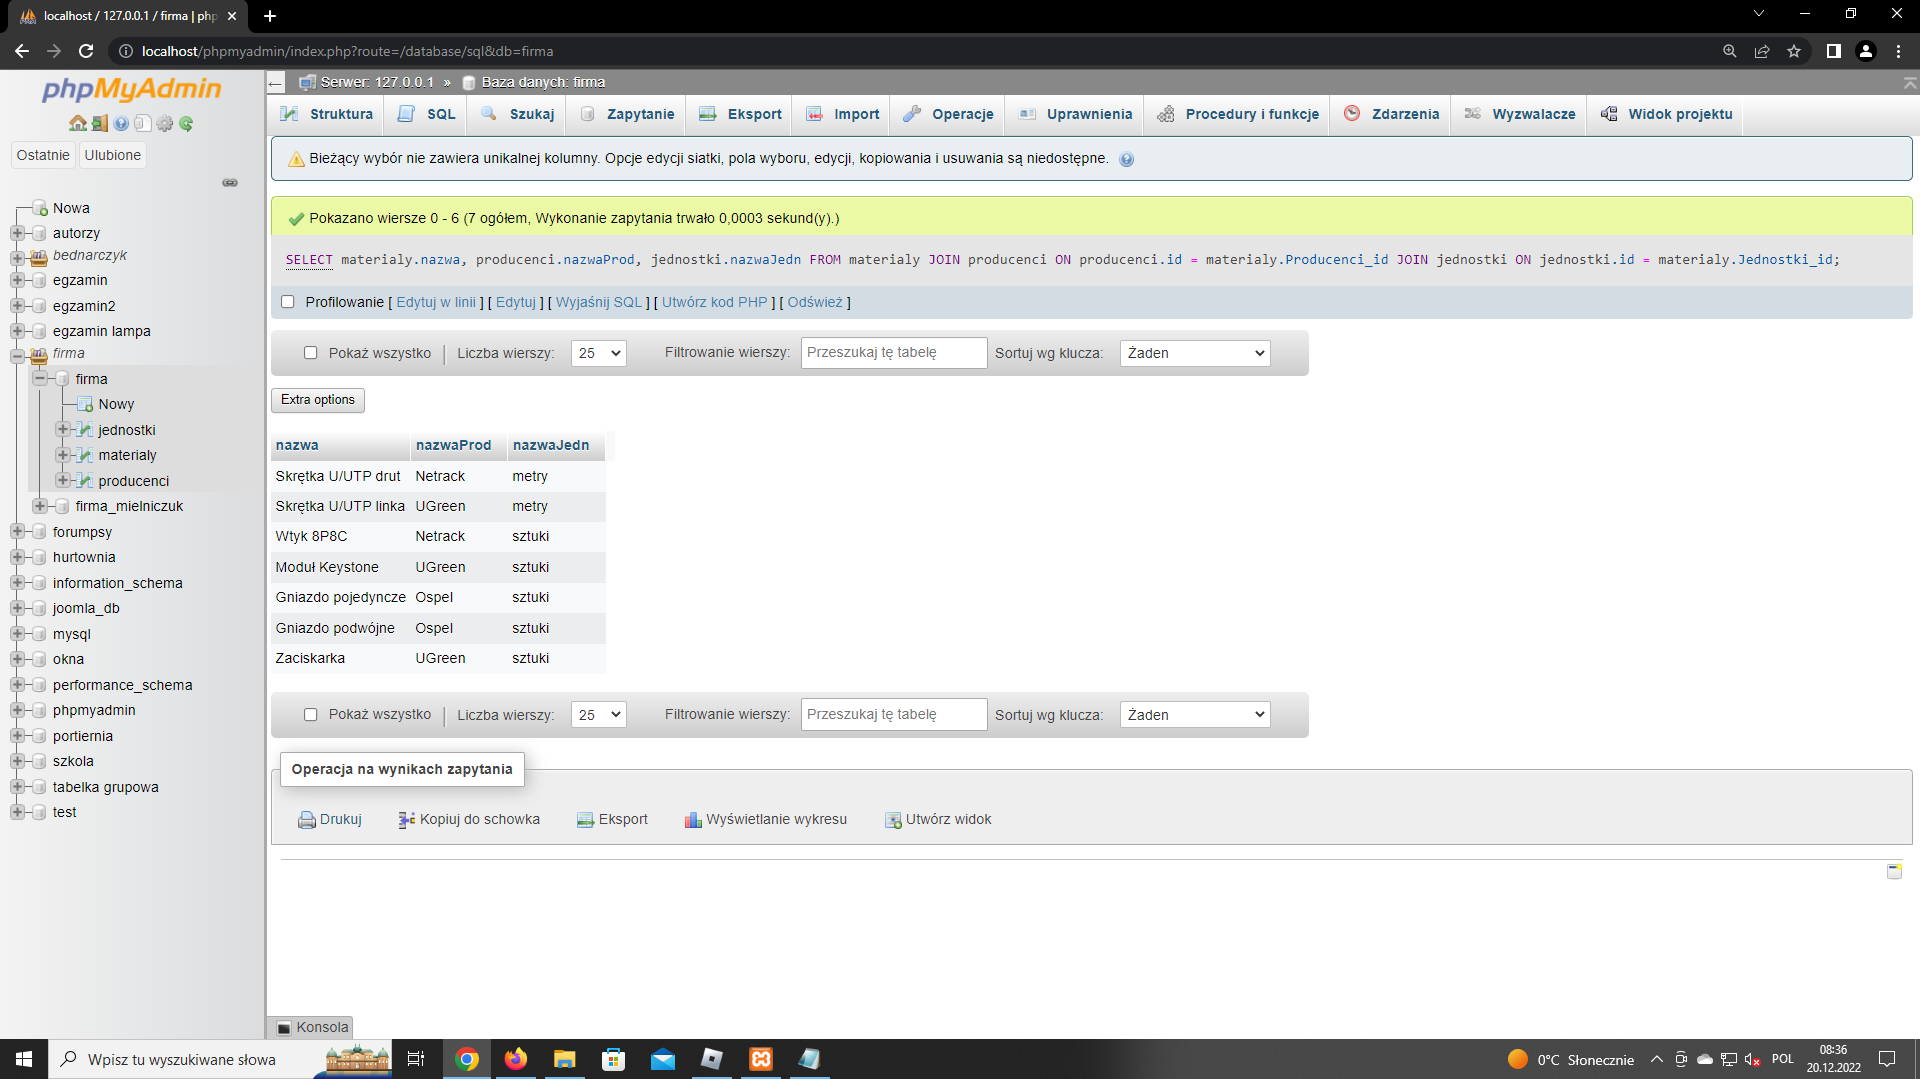 localhost / 127.0.0.1 / firma | php
localhost/phpmyadmin/index.php?route=/database/sql&db=firma
phpMyAdmin
Ostatnie
Ulubione
Nowa
autorzy
bednarczyk
egzamin
egzamin2
egzamin lampa
firma
firma
Nowy
jednostki
materialy
producenci
firma_mielniczuk
forumpsy
hurtownia
information_schema
joomla_db
mysql
okna
performance_schema
phpmyadmin
portiernia
szkola
tabelka grupowa
test
Serwer: 127.0.0.1 » Baza danych: firma
Struktura SQL Szukaj Zapytanie Eksport Import Operacje Uprawnienia Procedury i funkcje Zdarzenia Wyzwalacze Widok projektu
Bieżący wybór nie zawiera unikalnej kolumny. Opcje edycji siatki, pola wyboru, edycji, kopiowania i usuwania są niedostępne.
Pokazano wiersze 0 - 6 (7 ogółem, Wykonanie zapytania trwało 0,0003 sekund(y).)
SELECT materialy.nazwa, producenci.nazwaProd, jednostki.nazwaJedn FROM materialy JOIN producenci ON producenci.id = materialy.Producenci_id JOIN jednostki ON jednostki.id = materialy.Jednostki_id;
Profilowanie [ Edytuj w linii ] [ Edytuj ] [ Wyjaśnij SQL ] [ Utwórz kod PHP ] [ Odśwież ]
Pokaż wszystko Liczba wierszy: 25 Filtrowanie wierszy: Przeszukaj tę tabelę Sortuj wg klucza: Żaden
Extra options
nazwa nazwaProd nazwaJedn
Skrętka U/UTP drut Netrack metry
Skrętka U/UTP linka UGreen metry
Wtyk 8P8C Netrack sztuki
Moduł Keystone UGreen sztuki
Gniazdo pojedyncze Ospel sztuki
Gniazdo podwójne Ospel sztuki
Zaciskarka UGreen sztuki
Pokaż wszystko Liczba wierszy: 25 Filtrowanie wierszy: Przeszukaj tę tabelę Sortuj wg klucza: Żaden
Operacja na wynikach zapytania
Drukuj Kopiuj do schowka Eksport Wyświetlanie wykresu Utwórz widok
Konsola
Wpisz tu wyszukiwane słowa
0°C Słonecznie
POL
08:36
20.12.2022